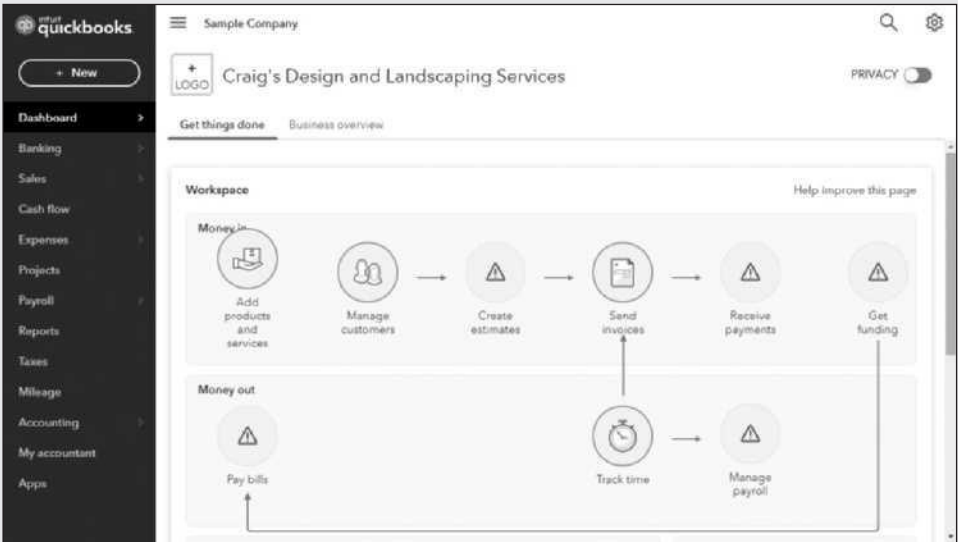 intuit
quickbooks
Sample Company
+ New
+
LOGO
Craig's Design and Landscaping Services
PRIVACY
Dashboard
Banking
Sales
Cash flow
Expenses
Projects
Payroll
Reports
Taxes
Mileage
Accounting
My accountant
Apps
Get things done
Business overview
Workspace
Help improve this page
Money in
Add
products
and
services
Manage
customers
Create
estimates
Send
invoices
Receive
payments
Get
funding
Money out
Pay bills
Track time
Manage
payroll